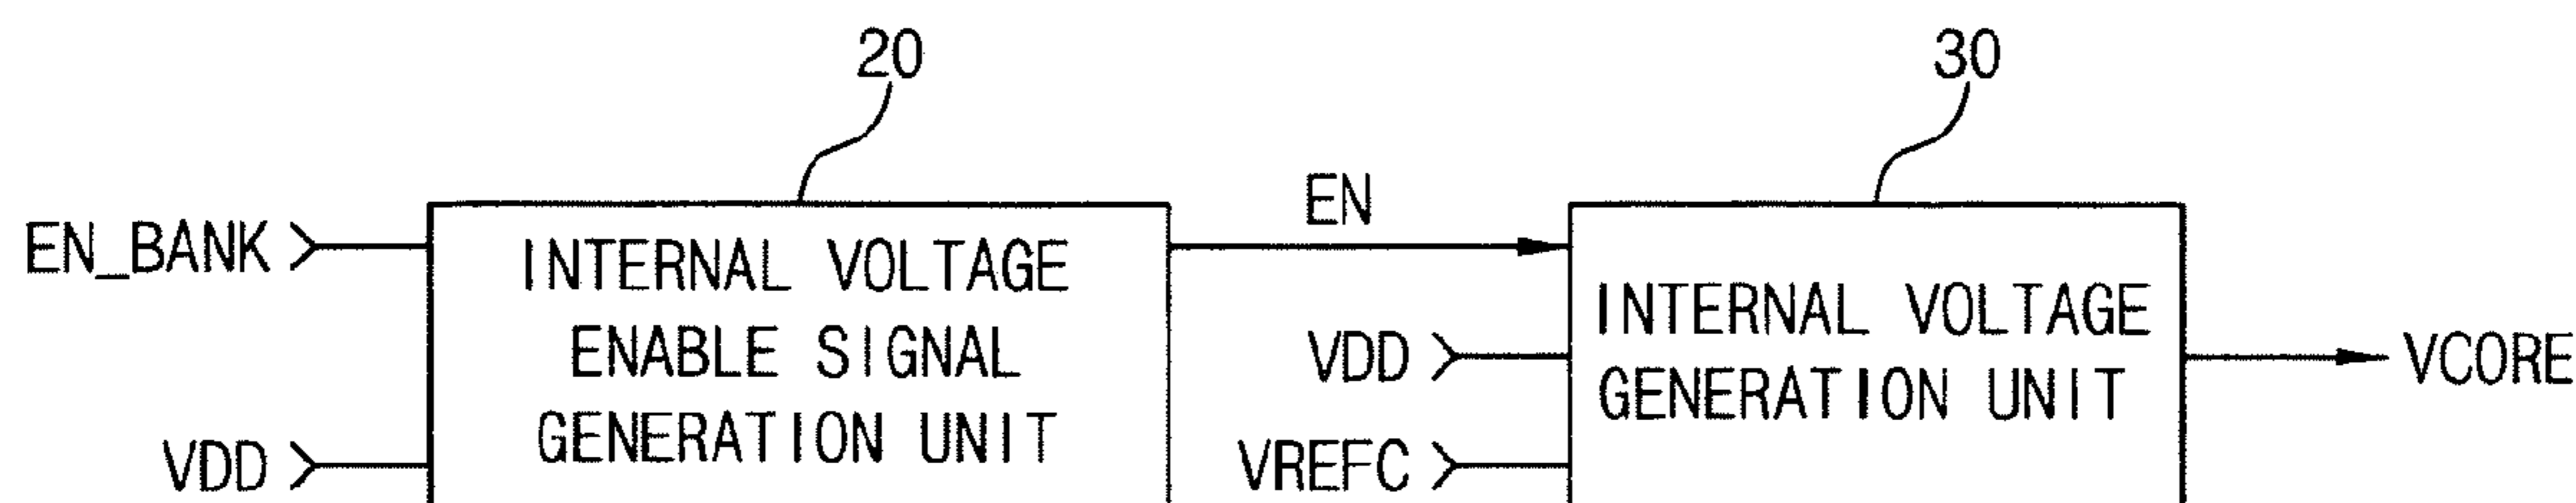 20
30
EN_BANK
INTERNAL VOLTAGE
ENABLE SIGNAL
GENERATION UNIT
VDD
EN
VDD
VREFC
INTERNAL VOLTAGE
GENERATION UNIT
VCORE